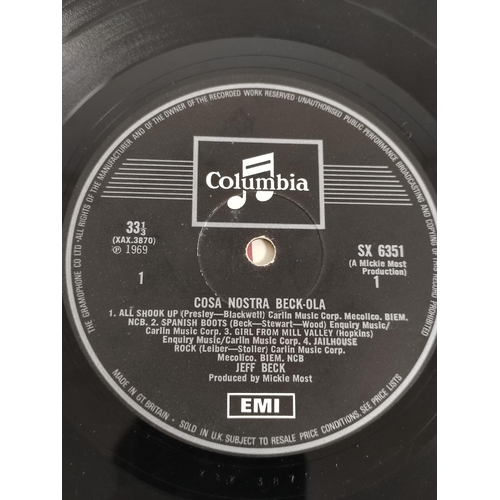 THE GRAMOPHONE CO LTD · ALL RIGHTS OF THE MANUFACTURER AND OF THE OWNER OF THE RECORDED WORK RESERVED · UNAUTHORISED PUBLIC PERFORMANCE BROADCASTING AND COPYING OF THIS RECORD PROHIBITED
Columbia
33⅓
(XAX.3870)
℗ 1969
1
SX 6351
(A Mickie Most
Production)
1
COSA NOSTRA BECK-OLA
1. ALL SHOOK UP (Presley—Blackwell) Carlin Music Corp. Mecolico. BIEM.
NCB. 2. SPANISH BOOTS (Beck—Stewart—Wood) Enquiry Music/
Carlin Music Corp. 3. GIRL FROM MILL VALLEY (Hopkins)
Enquiry Music/Carlin Music Corp. 4. JAILHOUSE
ROCK (Leiber—Stoller) Carlin Music Corp.
Mecolico. BIEM. NCB
JEFF BECK
Produced by Mickie Most
EMI
MADE IN GT BRITAIN · SOLD IN U.K. SUBJECT TO RESALE PRICE CONDITIONS. SEE PRICE LISTS